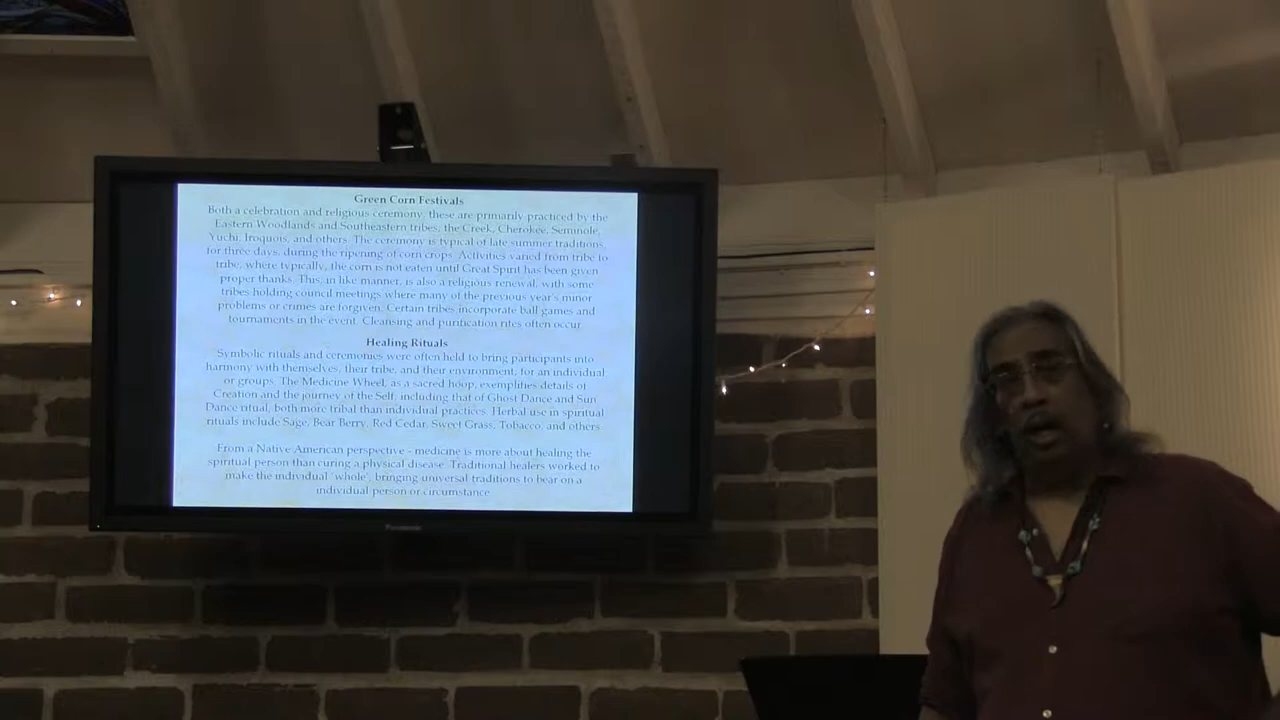 Green Corn Festivals
Both a celebration and religious ceremony, these are primarily practiced by the
Eastern Woodlands and Southeastern tribes, the Creek, Cherokee, Seminole,
Yuchi, Iroquois, and others. The ceremony is typical of late summer traditions,
for three days, during the ripening of corn crops. Activities varied from tribe to
tribe, where typically, the corn is not eaten until Great Spirit has been given
proper thanks. This, in like manner, is also a religious renewal, with some
tribes holding council meetings where many of the previous year's minor
problems or crimes are forgiven. Certain tribes incorporate ball games and
tournaments in the event. Cleansing and purification rites often occur
Healing Rituals
Symbolic rituals and ceremonies were often held to bring participants into
harmony with themselves, their tribe, and their environment, for an individual
or groups. The Medicine Wheel, as a sacred hoop, exemplifies details of
Creation and the journey of the Self, including that of Ghost Dance and Sun
Dance ritual, both more tribal than individual practices. Herbal use in spiritual
rituals include Sage, Bear Berry, Red Cedar, Sweet Grass, Tobacco, and others
From a Native American perspective - medicine is more about healing the
spiritual person than curing a physical disease. Traditional healers worked to
make the individual 'whole', bringing universal traditions to bear on a
individual person or circumstance
Panasonic